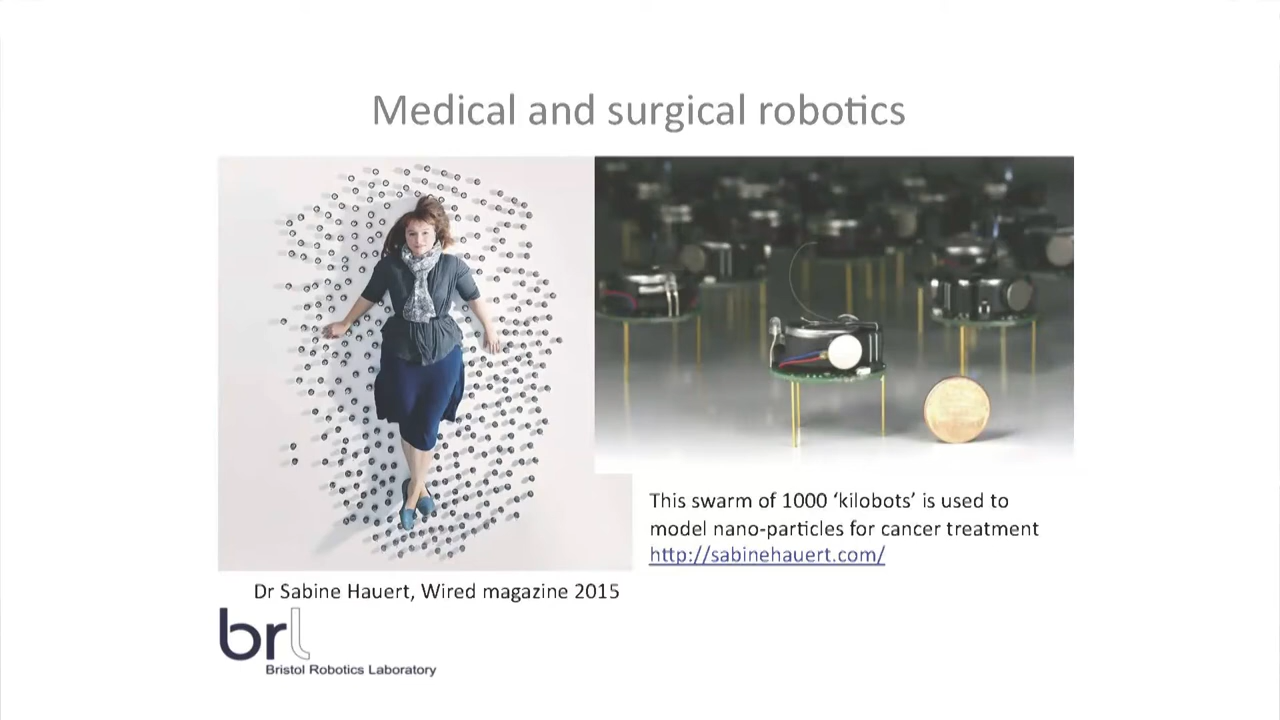 Medical and surgical robotics
This swarm of 1000 ‘kilobots’ is used to
model nano-particles for cancer treatment
http://sabinehauert.com/
Dr Sabine Hauert, Wired magazine 2015
brl
Bristol Robotics Laboratory